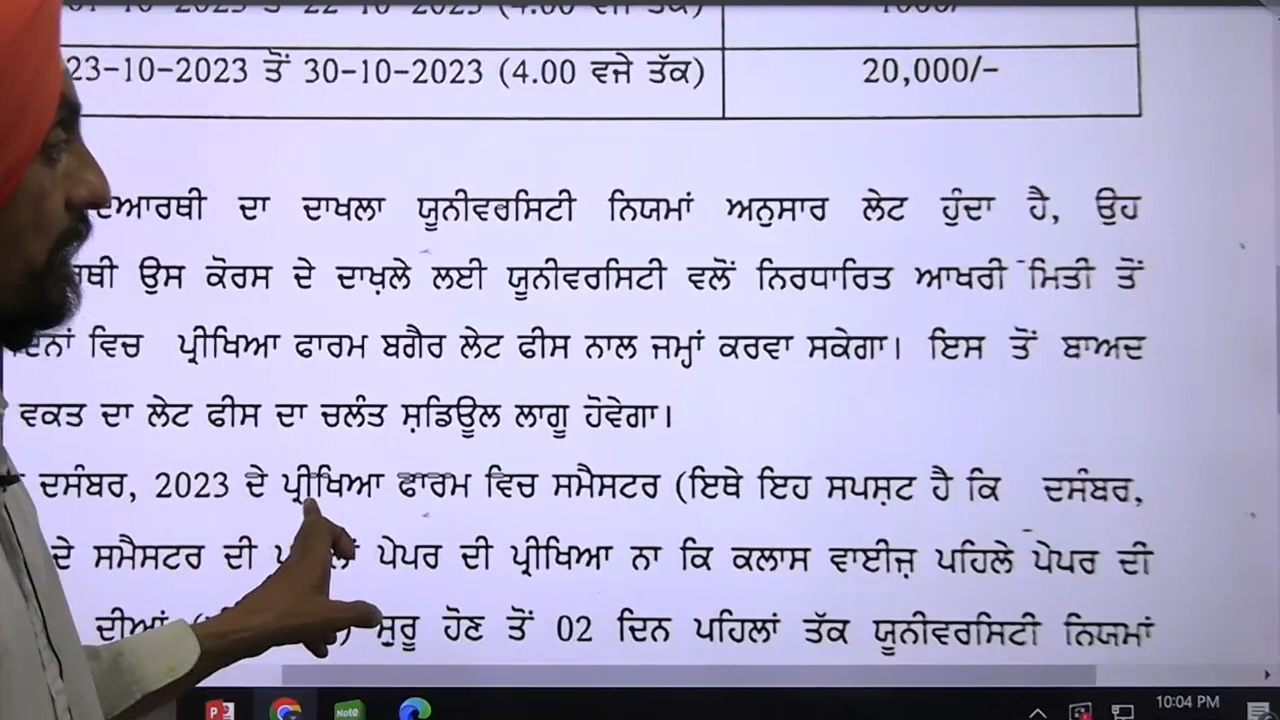 23-10-2023 ਤੋਂ 30-10-2023 (4.00 ਵਜੇ ਤੱਕ) 20,000/-
ਦਾ ਦਾਖਲਾ ਯੂਨੀਵਰਸਿਟੀ ਨਿਯਮਾਂ ਅਨੁਸਾਰ ਲੇਟ ਹੁੰਦਾ ਹੈ, ਉਹ
ਉਸ ਕੋਰਸ ਦੇ ਦਾਖ਼ਲੇ ਲਈ ਯੂਨੀਵਰਸਿਟੀ ਵਲੋਂ ਨਿਰਧਾਰਿਤ ਆਖਰੀ ਮਿਤੀ ਤੋਂ
ਵਿਚ ਪ੍ਰੀਖਿਆ ਫਾਰਮ ਬਗੈਰ ਲੇਟ ਫੀਸ ਨਾਲ ਜਮ੍ਹਾਂ ਕਰਵਾ ਸਕੇਗਾ। ਇਸ ਤੋਂ ਬਾਅਦ
ਵਕਤ ਦਾ ਲੇਟ ਫੀਸ ਦਾ ਚਲੰਤ ਸ਼ਡਿਊਲ ਲਾਗੂ ਹੋਵੇਗਾ।
ਦਸੰਬਰ, 2023 ਦੇ ਪ੍ਰੀਖਿਆ ਫਾਰਮ ਵਿਚ ਸਮੈਸਟਰ (ਇਥੇ ਇਹ ਸਪਸ਼ਟ ਹੈ ਕਿ ਦਸੰਬਰ,
ਦੇ ਸਮੈਸਟਰ ਦੀ ਪੇਪਰ ਦੀ ਪ੍ਰੀਖਿਆ ਨਾ ਕਿ ਕਲਾਸ ਵਾਈਜ਼ ਪਹਿਲੇ ਪੇਪਰ ਦੀ
ਦੀਆਂ ਸ਼ੁਰੂ ਹੋਣ ਤੋਂ 02 ਦਿਨ ਪਹਿਲਾਂ ਤੱਕ ਯੂਨੀਵਰਸਿਟੀ ਨਿਯਮਾਂ
Note
10:04 PM